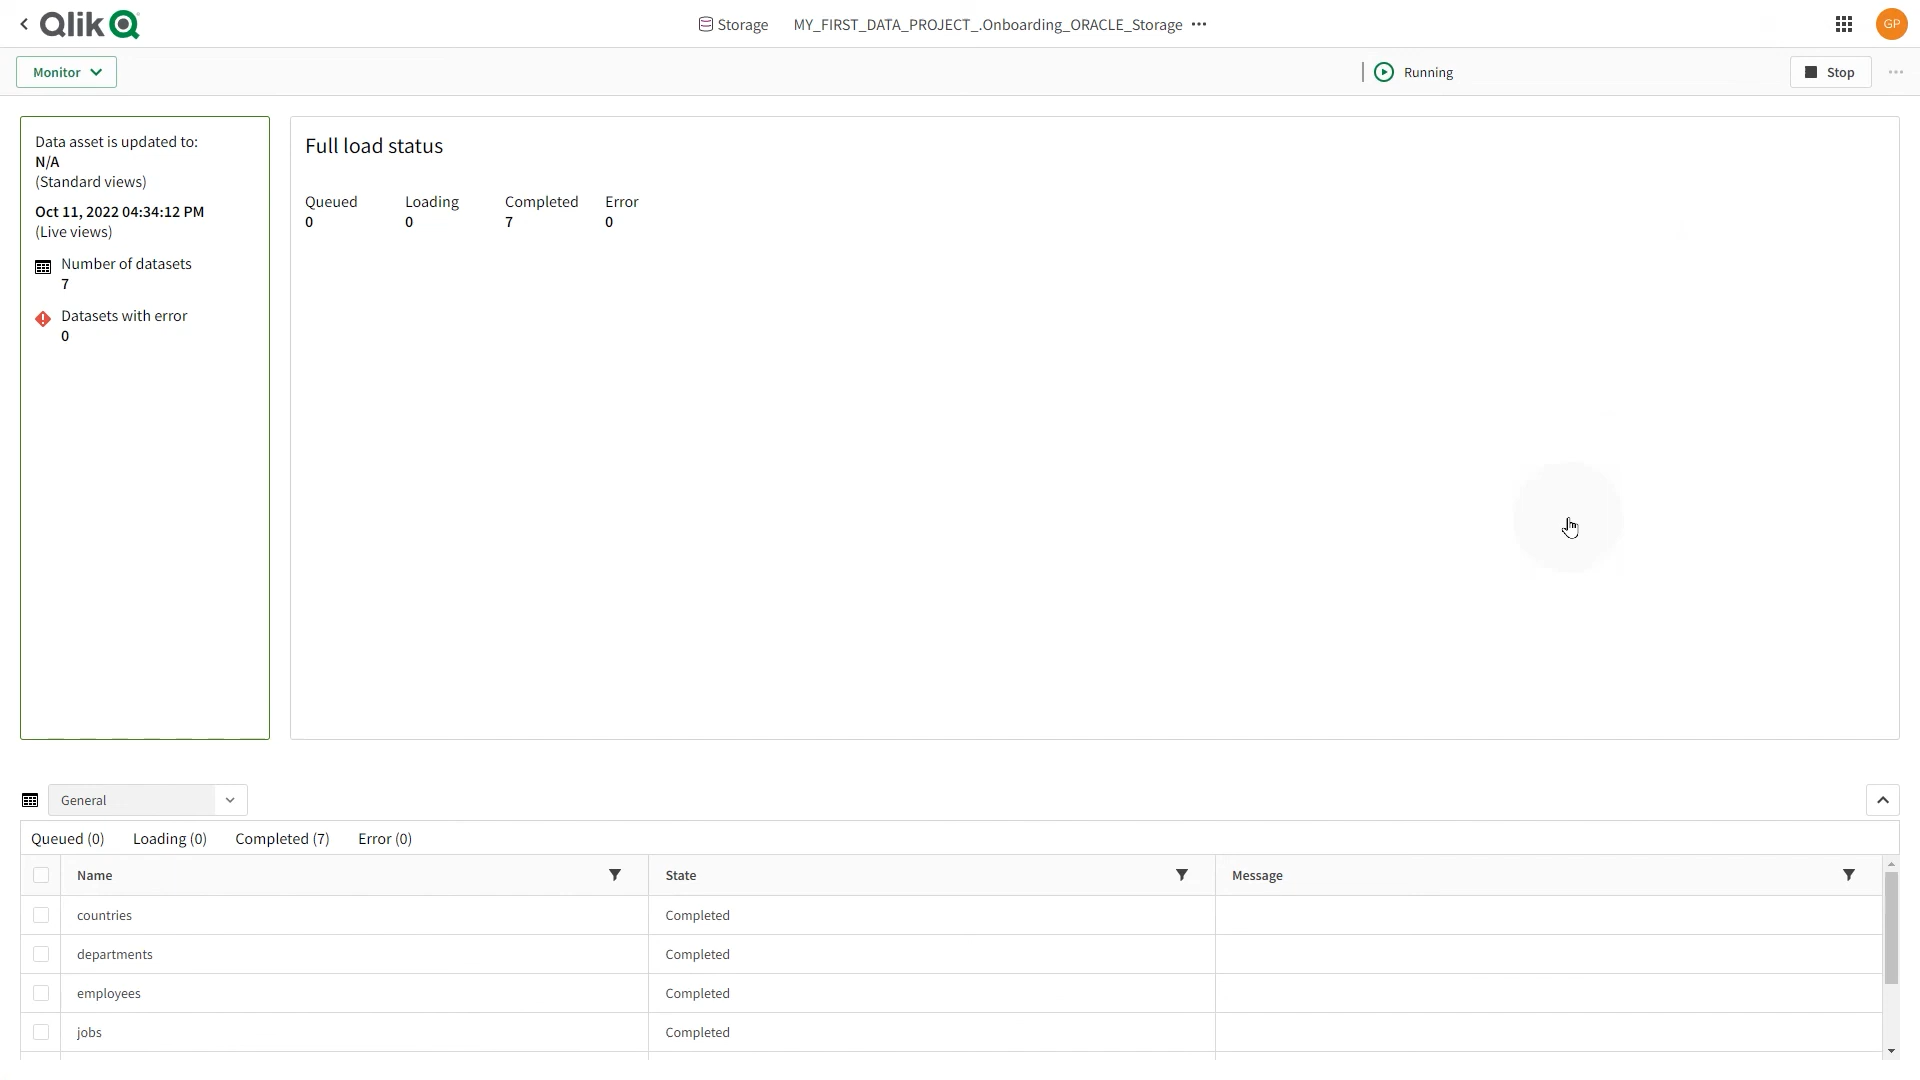 Qlik
Storage MY_FIRST_DATA_PROJECT_.Onboarding_ORACLE_Storage ···
GP
Monitor
Running
Stop
Data asset is updated to:
N/A
(Standard views)
Oct 11, 2022 04:34:12 PM
(Live views)
Number of datasets
7
Datasets with error
0
Full load status
Queued Loading Completed Error
0 0 7 0
General
Queued (0) Loading (0) Completed (7) Error (0)
Name State Message
countries Completed
departments Completed
employees Completed
jobs Completed